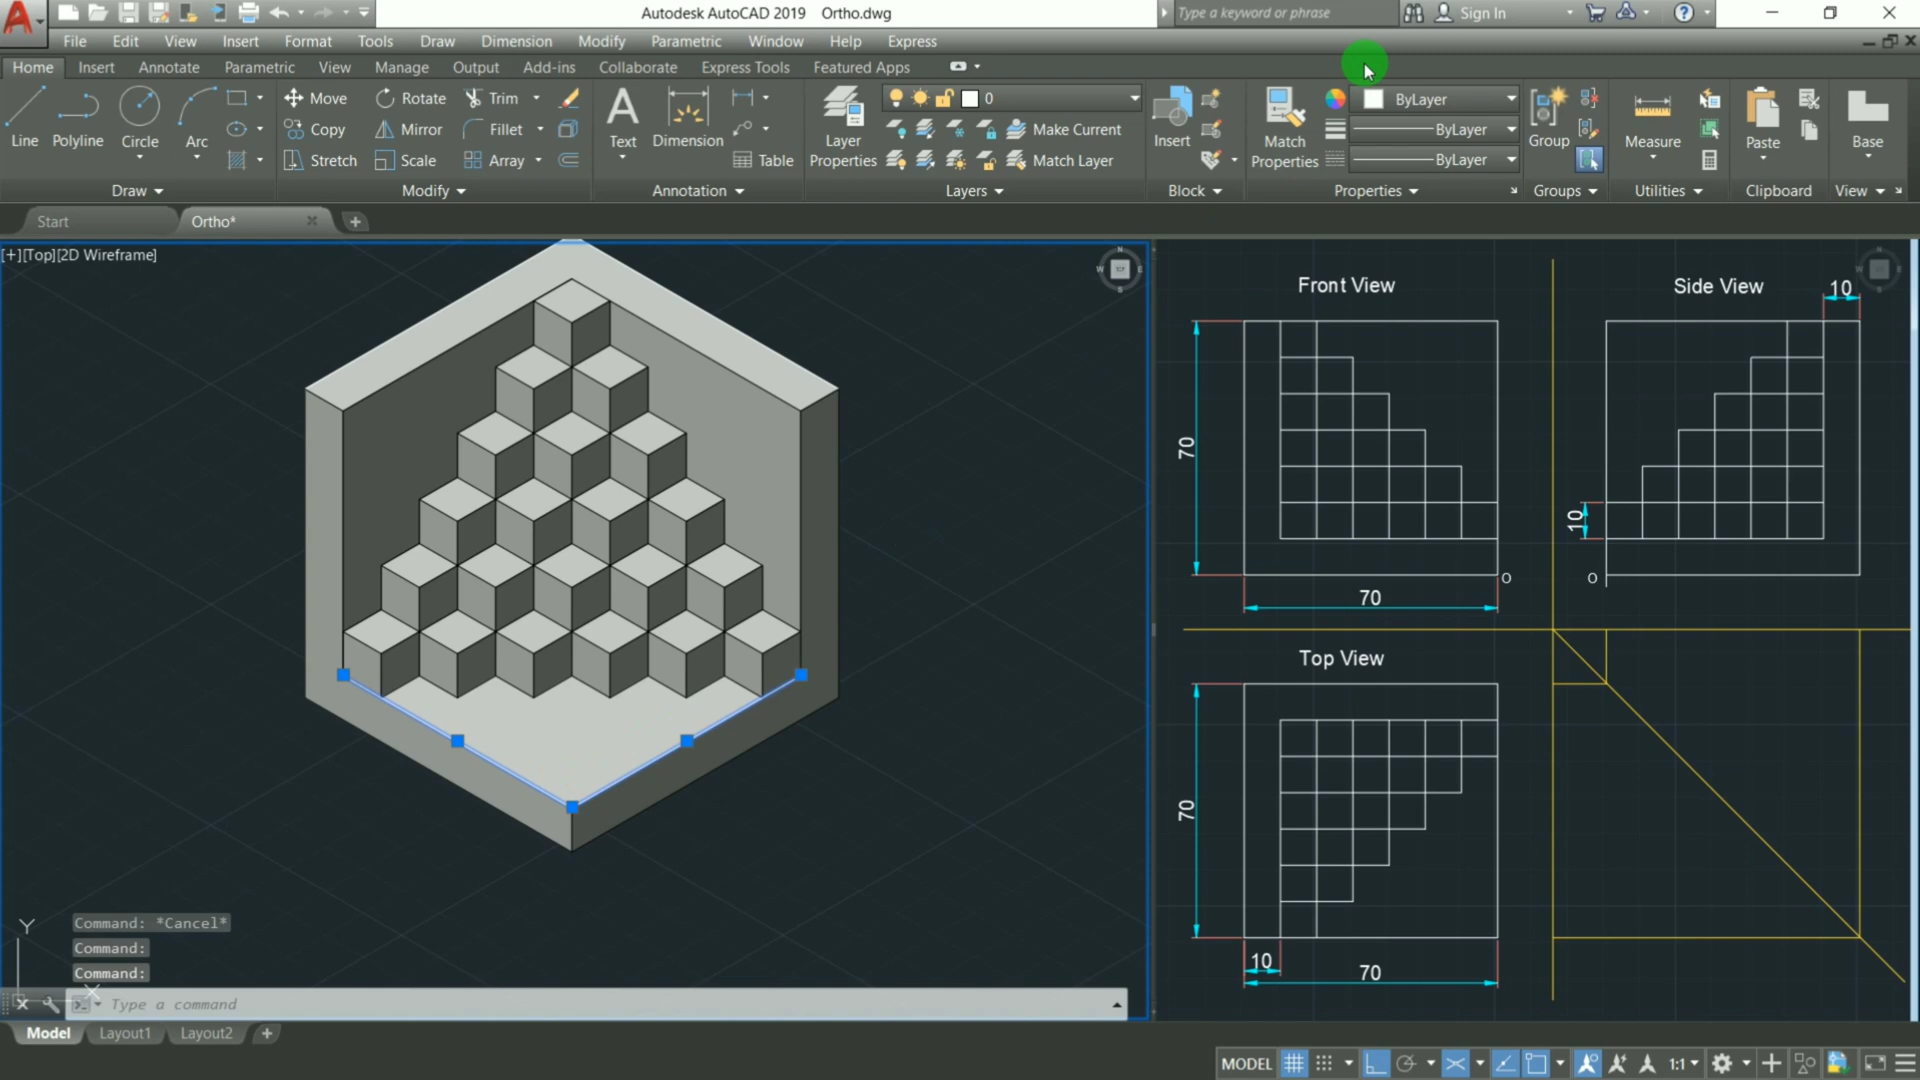 Autodesk AutoCAD 2019 Ortho.dwg
Type a keyword or phrase
Sign In
File Edit View Insert Format Tools Draw Dimension Modify Parametric Window Help Express
Home Insert Annotate Parametric View Manage Output Add-ins Collaborate Express Tools Featured Apps
Line Polyline Circle Arc
Move Rotate Trim
Copy Mirror Fillet
Stretch Scale Array
Text Dimension Table
Layer Properties
0
Make Current
Match Layer
Insert
Match Properties
ByLayer
ByLayer
ByLayer
Group Measure Paste Base
Draw Modify Annotation Layers Block Properties Groups Utilities Clipboard View
Start Ortho*
[+][Top][2D Wireframe]
N
W E
S
TOP
Front View
70
70
O
Side View
10
10
O
Top View
70
10
70
Y
X
Command: *Cancel*
Command:
Command:
Type a command
Model Layout1 Layout2
MODEL 1:1